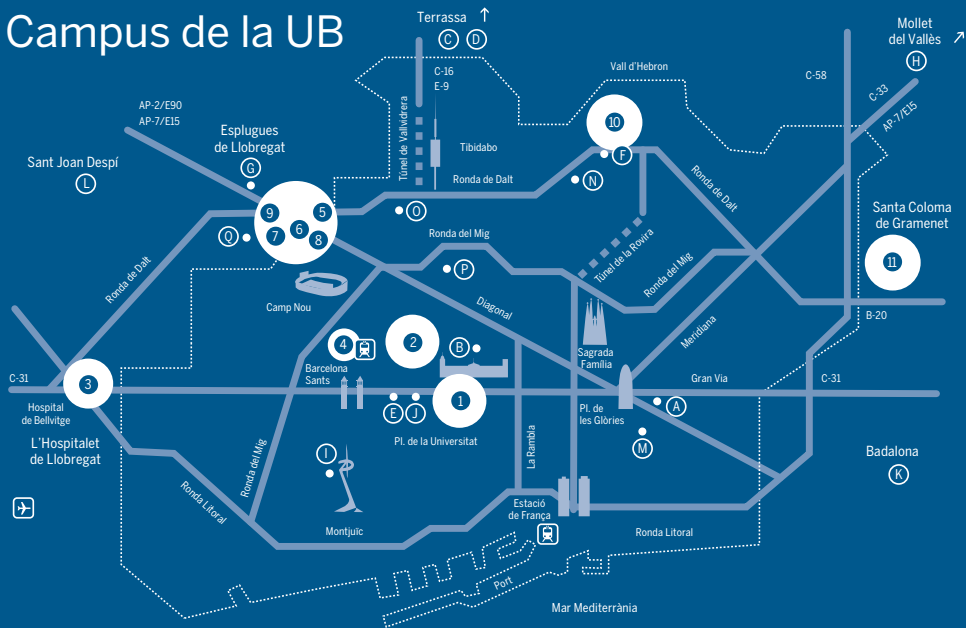 Campus de la UB
Terrassa ↑
C D
Mollet
del Vallès
H
C-16
E-9
Vall d'Hebron
C-58
C-33
AP-7/E15
AP-2/E90
AP-7/E15
Esplugues
de Llobregat
G
Túnel de Vallvidrera
Tibidabo
10
F
Sant Joan Despí
L
Ronda de Dalt
N
Ronda de Dalt
Santa Coloma
de Gramenet
11
9 5
6
7 8
Q
O
Ronda del Mig
Túnel de la Rovira
Ronda del Mig
P
Ronda de Dalt
Camp Nou
Diagonal
B-20
Meridiana
4
2
B
Sagrada
Família
Barcelona
Sants
C-31
3
Gran Via
C-31
Hospital
de Bellvitge
E J
1
Pl. de
les Glòries
A
Pl. de la Universitat
M
L'Hospitalet
de Llobregat
I
Ronda del Mig
La Rambla
Badalona
K
Ronda Litoral
Montjuïc
Estació
de França
Ronda Litoral
Port
Mar Mediterrània